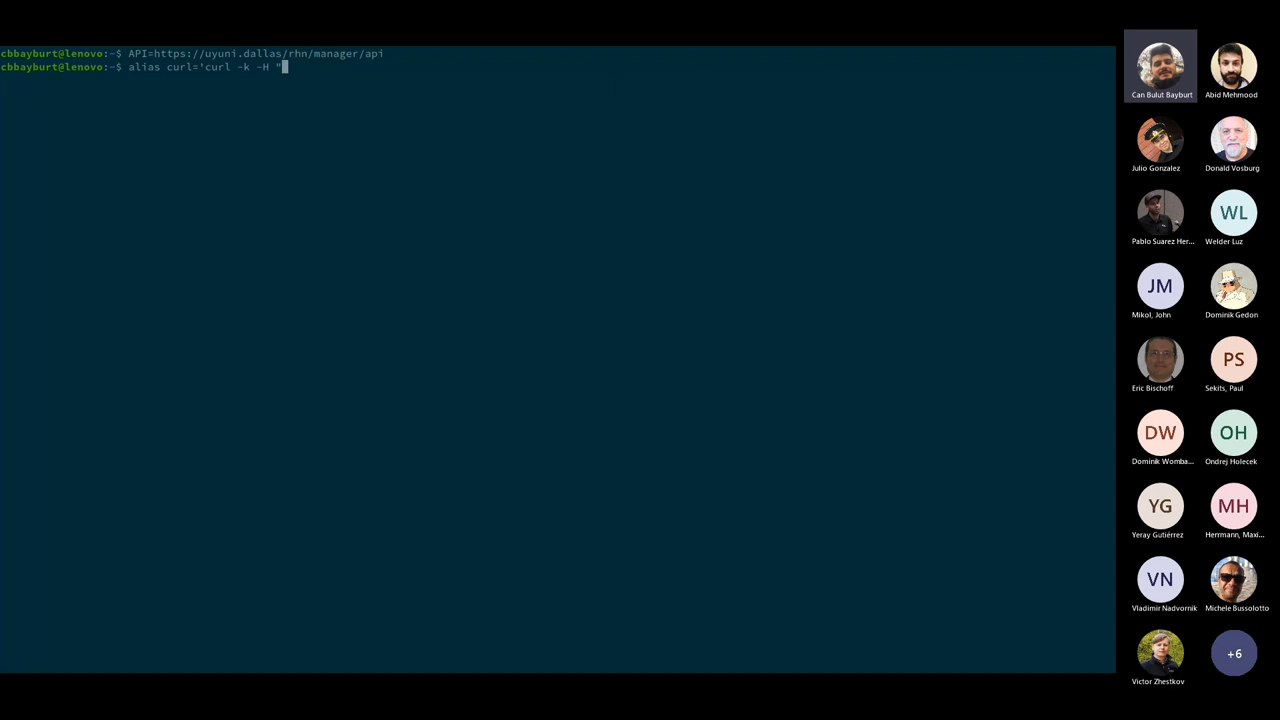 cbbayburt@lenovo:~$ API=https://uyuni.dallas/rhn/manager/api
cbbayburt@lenovo:~$ alias curl='curl -k -H "
Can Bulut Bayburt
Abid Mehmood
Julio Gonzalez
Donald Vosburg
Pablo Suarez Her...
WL
Welder Luz
JM
Mikol, John
Dominik Gedon
Eric Bischoff
PS
Sekits, Paul
DW
Dominik Womba...
OH
Ondrej Holecek
YG
Yeray Gutiérrez
MH
Herrmann, Maxi...
VN
Vladimir Nadvornik
Michele Bussolotto
Victor Zhestkov
+6